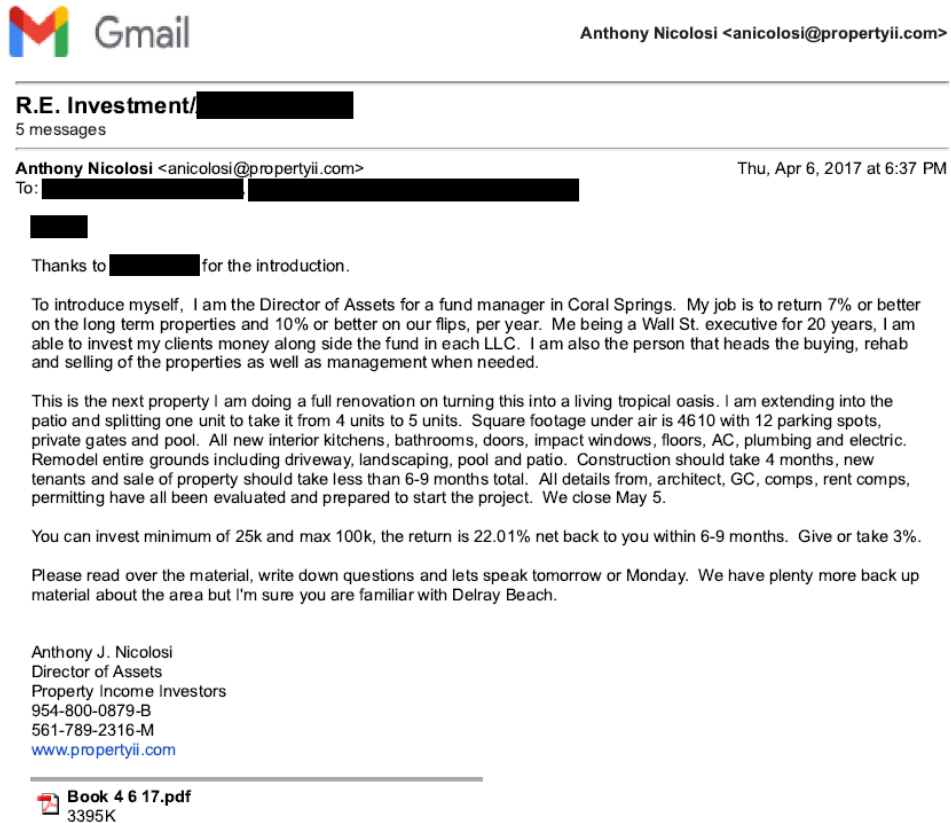 Gmail
Anthony Nicolosi <anicolosi@propertyii.com>
R.E. Investment/
5 messages
Anthony Nicolosi <anicolosi@propertyii.com>
Thu, Apr 6, 2017 at 6:37 PM
To:
Thanks to for the introduction.
To introduce myself, I am the Director of Assets for a fund manager in Coral Springs. My job is to return 7% or better
on the long term properties and 10% or better on our flips, per year. Me being a Wall St. executive for 20 years, I am
able to invest my clients money along side the fund in each LLC. I am also the person that heads the buying, rehab
and selling of the properties as well as management when needed.
This is the next property I am doing a full renovation on turning this into a living tropical oasis. I am extending into the
patio and splitting one unit to take it from 4 units to 5 units. Square footage under air is 4610 with 12 parking spots,
private gates and pool. All new interior kitchens, bathrooms, doors, impact windows, floors, AC, plumbing and electric.
Remodel entire grounds including driveway, landscaping, pool and patio. Construction should take 4 months, new
tenants and sale of property should take less than 6-9 months total. All details from, architect, GC, comps, rent comps,
permitting have all been evaluated and prepared to start the project. We close May 5.
You can invest minimum of 25k and max 100k, the return is 22.01% net back to you within 6-9 months. Give or take 3%.
Please read over the material, write down questions and lets speak tomorrow or Monday. We have plenty more back up
material about the area but I'm sure you are familiar with Delray Beach.
Anthony J. Nicolosi
Director of Assets
Property Income Investors
954-800-0879-B
561-789-2316-M
www.propertyii.com
Book 4 6 17.pdf
3395K